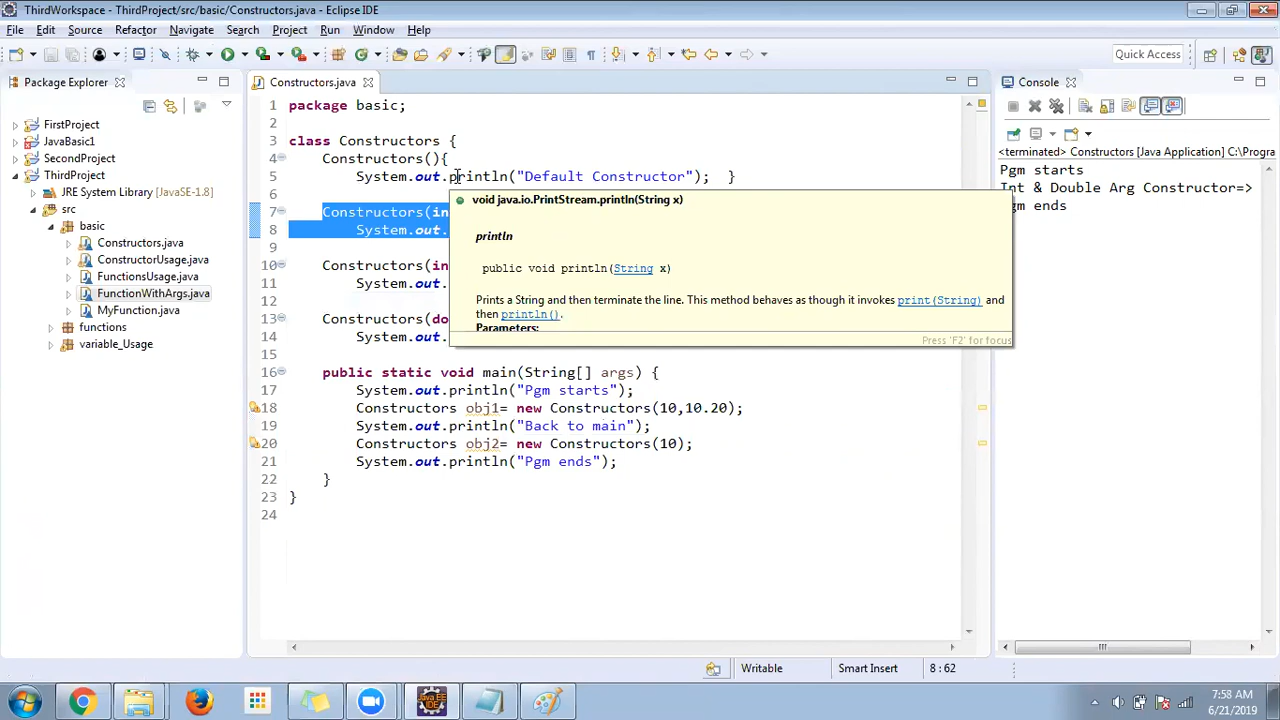 ThirdWorkspace - ThirdProject/src/basic/Constructors.java - Eclipse IDE
File Edit Source Refactor Navigate Search Project Run Window Help
Quick Access
Package Explorer
Constructors.java
Console
FirstProject
JavaBasic1
SecondProject
ThirdProject
JRE System Library [JavaSE-1.8]
src
basic
Constructors.java
ConstructorUsage.java
FunctionsUsage.java
FunctionWithArgs.java
MyFunction.java
functions
variable_Usage
1 package basic;
2
3 class Constructors {
4 Constructors(){
5 System.out.println("Default Constructor"); }
6
7 Constructors(in
8 System.out.
9
10 Constructors(in
11 System.out.
12
13 Constructors(do
14 System.out.
15
16 public static void main(String[] args) {
17 System.out.println("Pgm starts");
18 Constructors obj1= new Constructors(10,10.20);
19 System.out.println("Back to main");
20 Constructors obj2= new Constructors(10);
21 System.out.println("Pgm ends");
22 }
23 }
24
void java.io.PrintStream.println(String x)
println
public void println(String x)
Prints a String and then terminate the line. This method behaves as though it invokes print(String) and
then println().
Parameters:
Press 'F2' for focus
<terminated> Constructors [Java Application] C:\Progra
Pgm starts
Int & Double Arg Constructor=>
gm ends
Writable
Smart Insert
8 : 62
Java EE
IDE
7:58 AM
6/21/2019